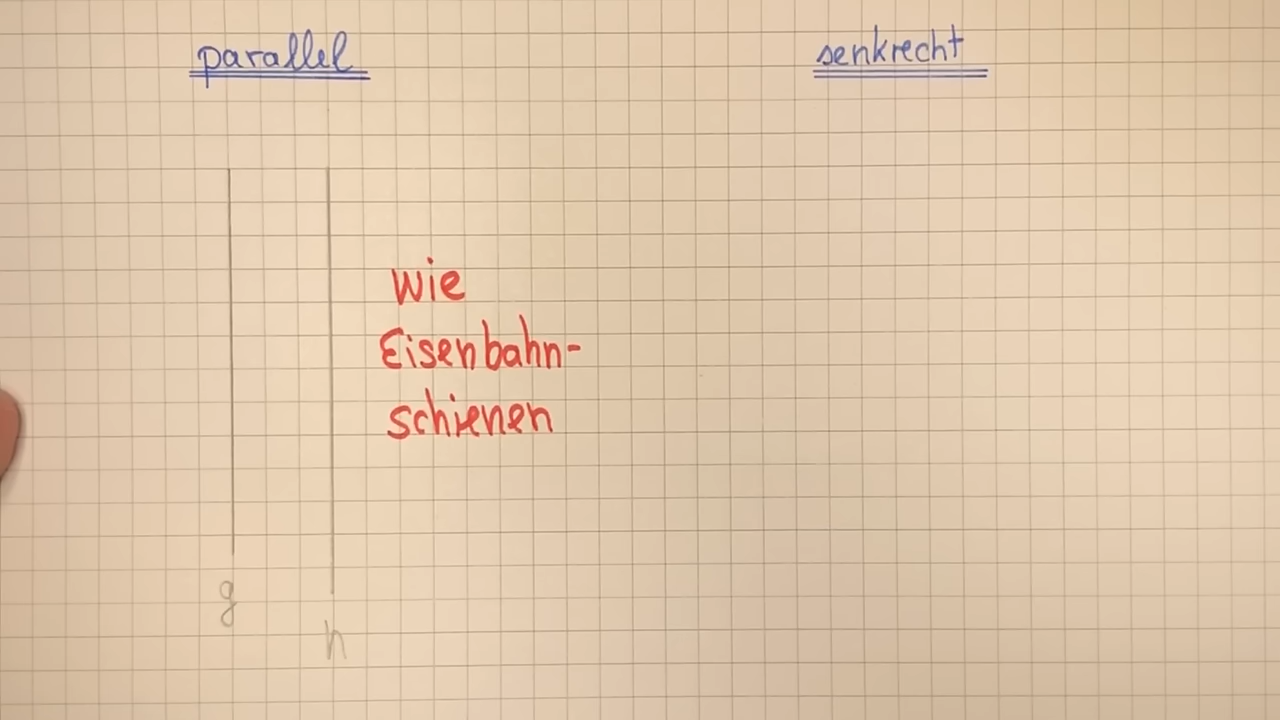 parallel
senkrecht
wie
Eisenbahn-
schienen
g
h